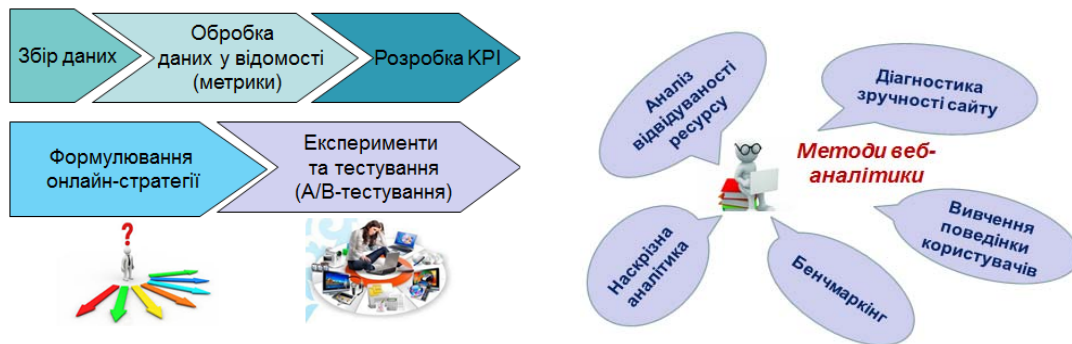 Збір даних
Обробка
даних у відомості
(метрики)
Розробка KPI
Формулювання
онлайн-стратегії
Експерименти
та тестування
(A/B-тестування)
?
Аналіз
відвідуваності
ресурсу
Діагностика
зручності сайту
Методи веб-
аналітики
Вивчення
поведінки
користувачів
Бенчмаркінг
Наскрізна
аналітика